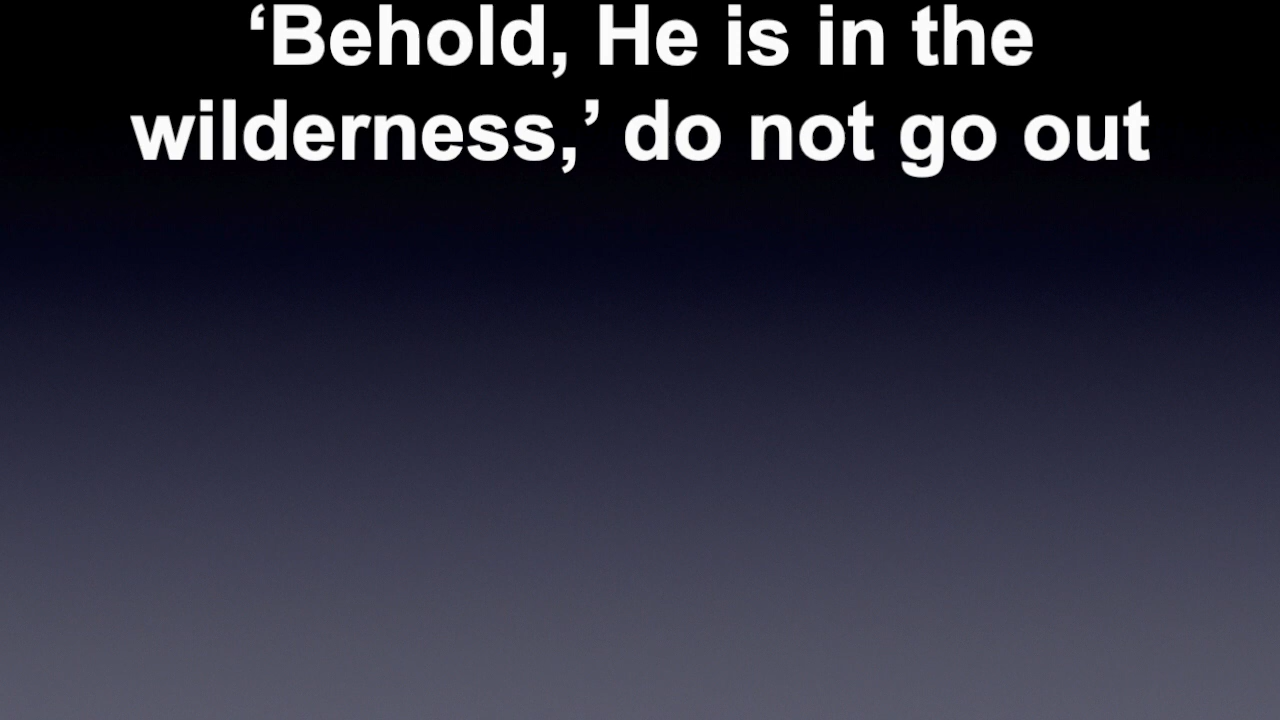 ‘Behold, He is in the
wilderness,’ do not go out